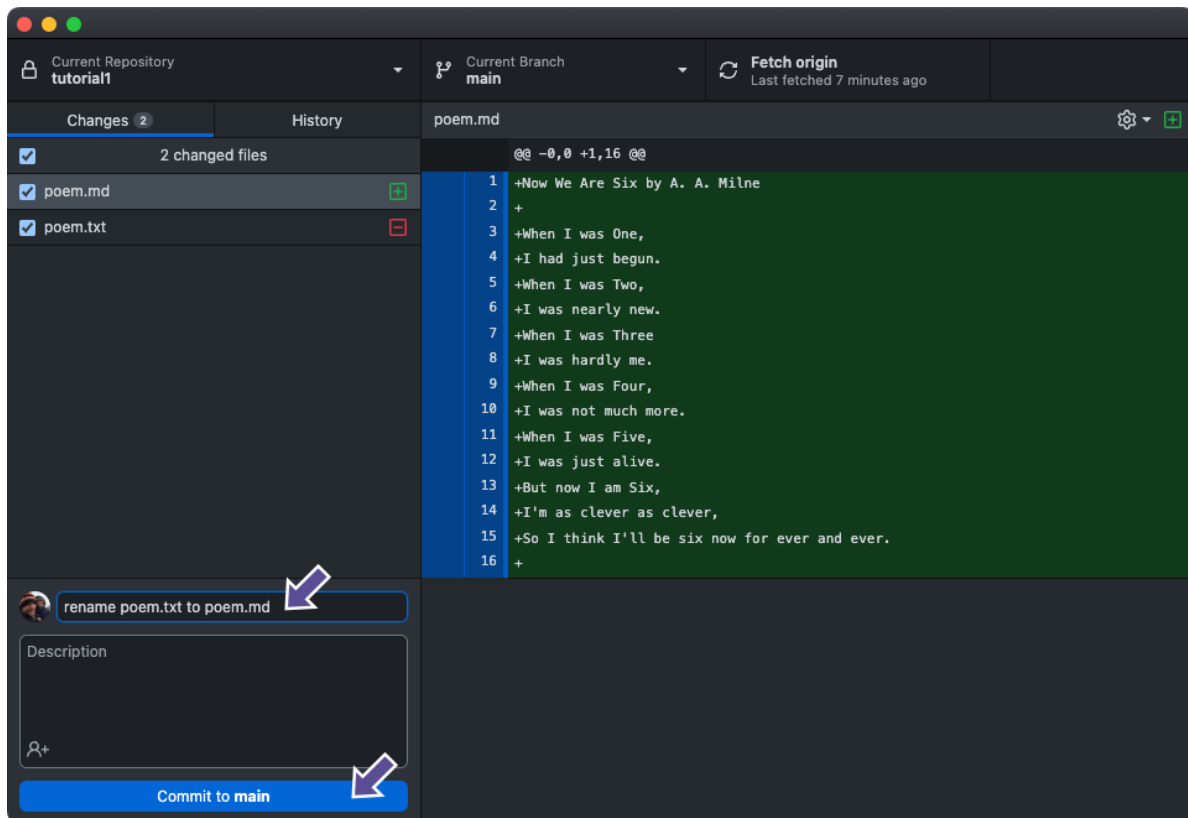 Current Repository
tutorial1
Current Branch
main
Fetch origin
Last fetched 7 minutes ago
Changes 2
History
2 changed files
poem.md
poem.txt
poem.md
@@ -0,0 +1,16 @@
1 +Now We Are Six by A. A. Milne
2 +
3 +When I was One,
4 +I had just begun.
5 +When I was Two,
6 +I was nearly new.
7 +When I was Three
8 +I was hardly me.
9 +When I was Four,
10 +I was not much more.
11 +When I was Five,
12 +I was just alive.
13 +But now I am Six,
14 +I'm as clever as clever,
15 +So I think I'll be six now for ever and ever.
16 +
rename poem.txt to poem.md
Description
Commit to main